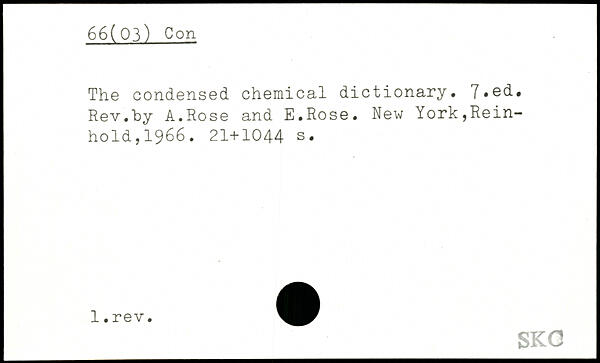 66(03) Con
The condensed chemical dictionary. 7.ed.
Rev.by A.Rose and E.Rose. New York,Rein-
hold,1966. 21+1044 s.
1.rev.
SKC